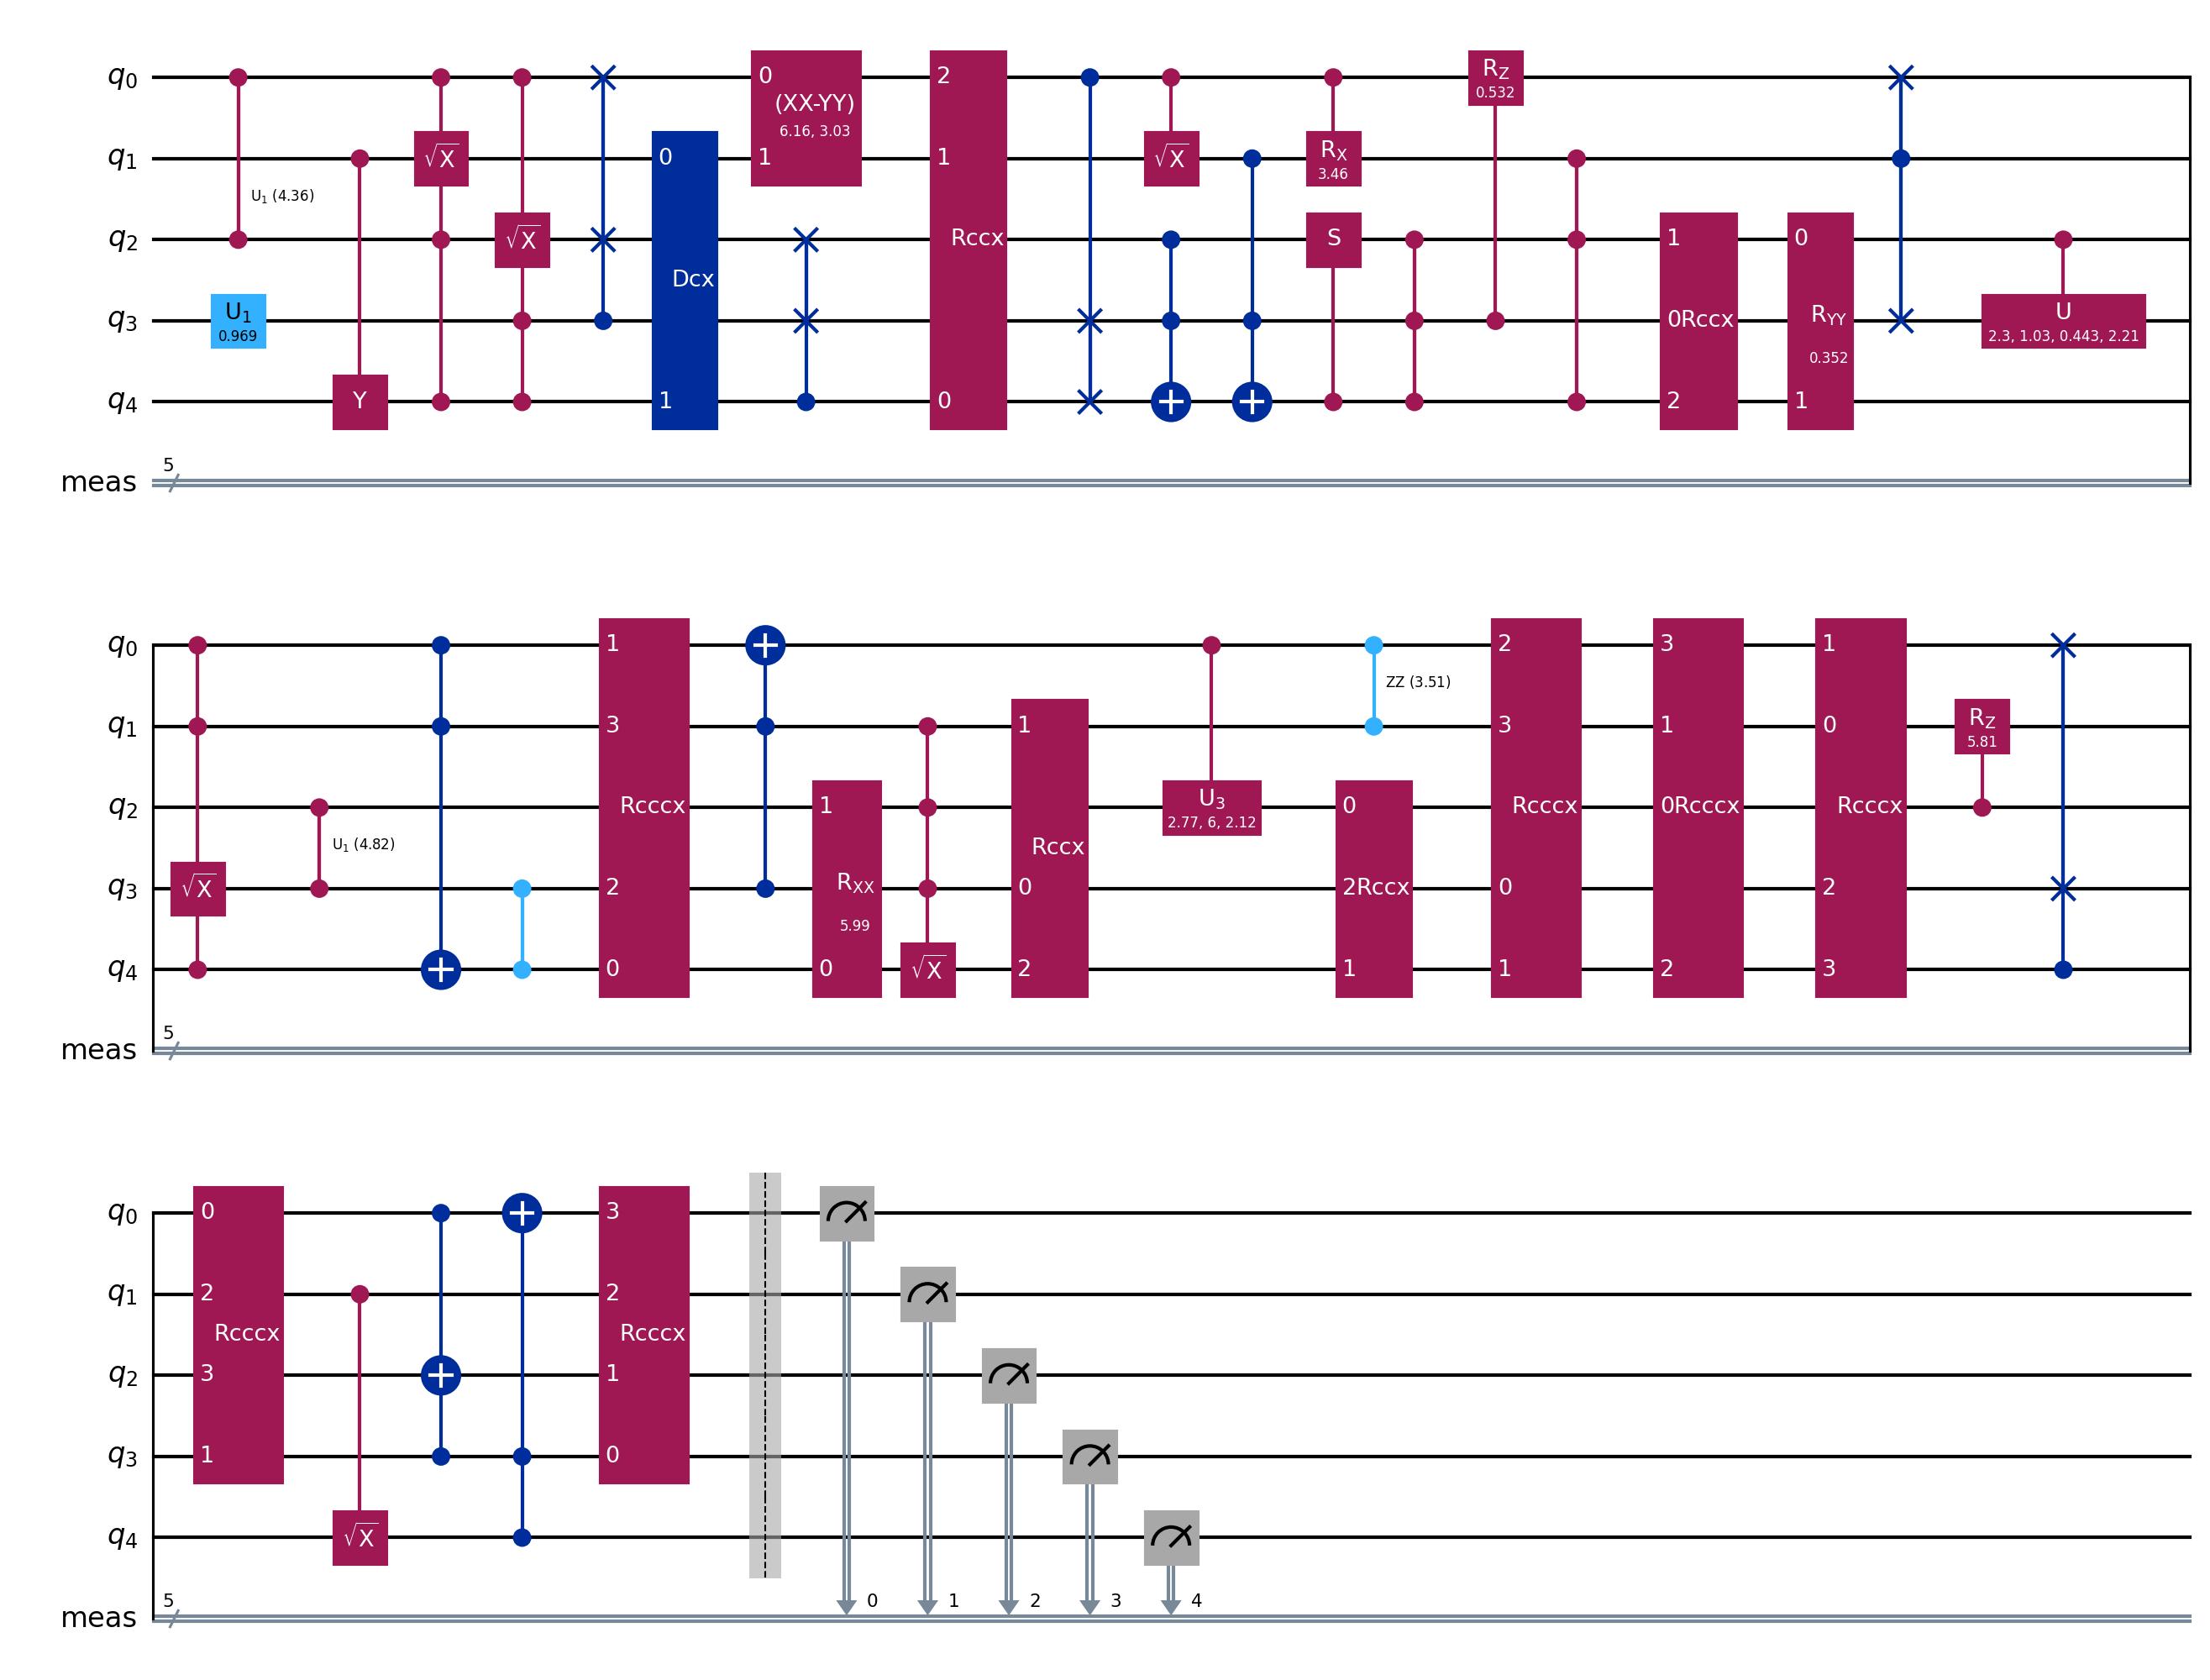 q0 0 (XX-YY) 6.16, 3.03 2 RZ 0.532
q1 √X 0 1 1 √X RX 3.46
U1 (4.36)
q2 √X Rccx S 1 0
Dcx
q3 U1 0.969 0Rccx RYY 0.352 U 2.3, 1.03, 0.443, 2.21
q4 Y 1 0 2 1
meas 5
q0 1 2 3 1
ZZ (3.51)
q1 3 1 3 1 0 RZ 5.81
q2 Rcccx 1 U3 2.77, 6, 2.12 0 Rcccx 0Rcccx Rcccx
U1 (4.82) Rccx
q3 √X 2 RXX 5.99 0 2Rccx 0 2
q4 0 0 √X 2 1 1 2 3
meas 5
q0 0 3
q1 2 2
Rcccx Rcccx
q2 3 1
q3 1 0
q4 √X
meas 5 0 1 2 3 4